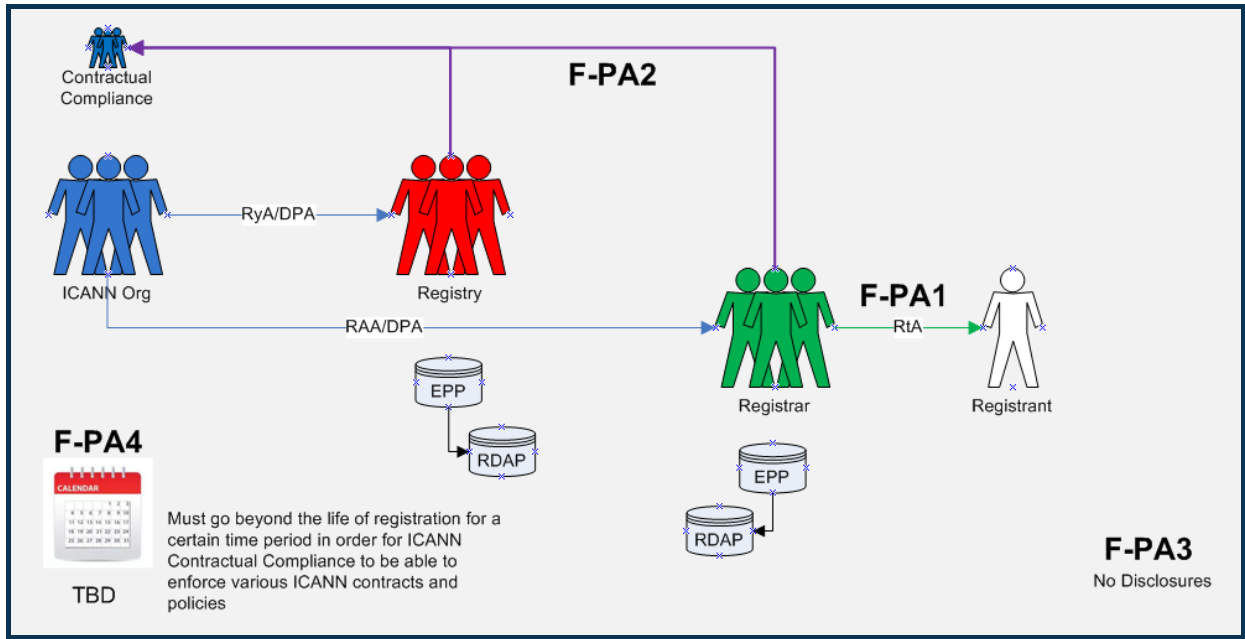 Contractual
Compliance
F-PA2
RyA/DPA
ICANN Org
Registry
F-PA1
RAA/DPA
RtA
EPP
RDAP
Registrar
Registrant
EPP
RDAP
F-PA4
CALENDAR
TBD
Must go beyond the life of registration for a
certain time period in order for ICANN
Contractual Compliance to be able to
enforce various ICANN contracts and
policies
F-PA3
No Disclosures